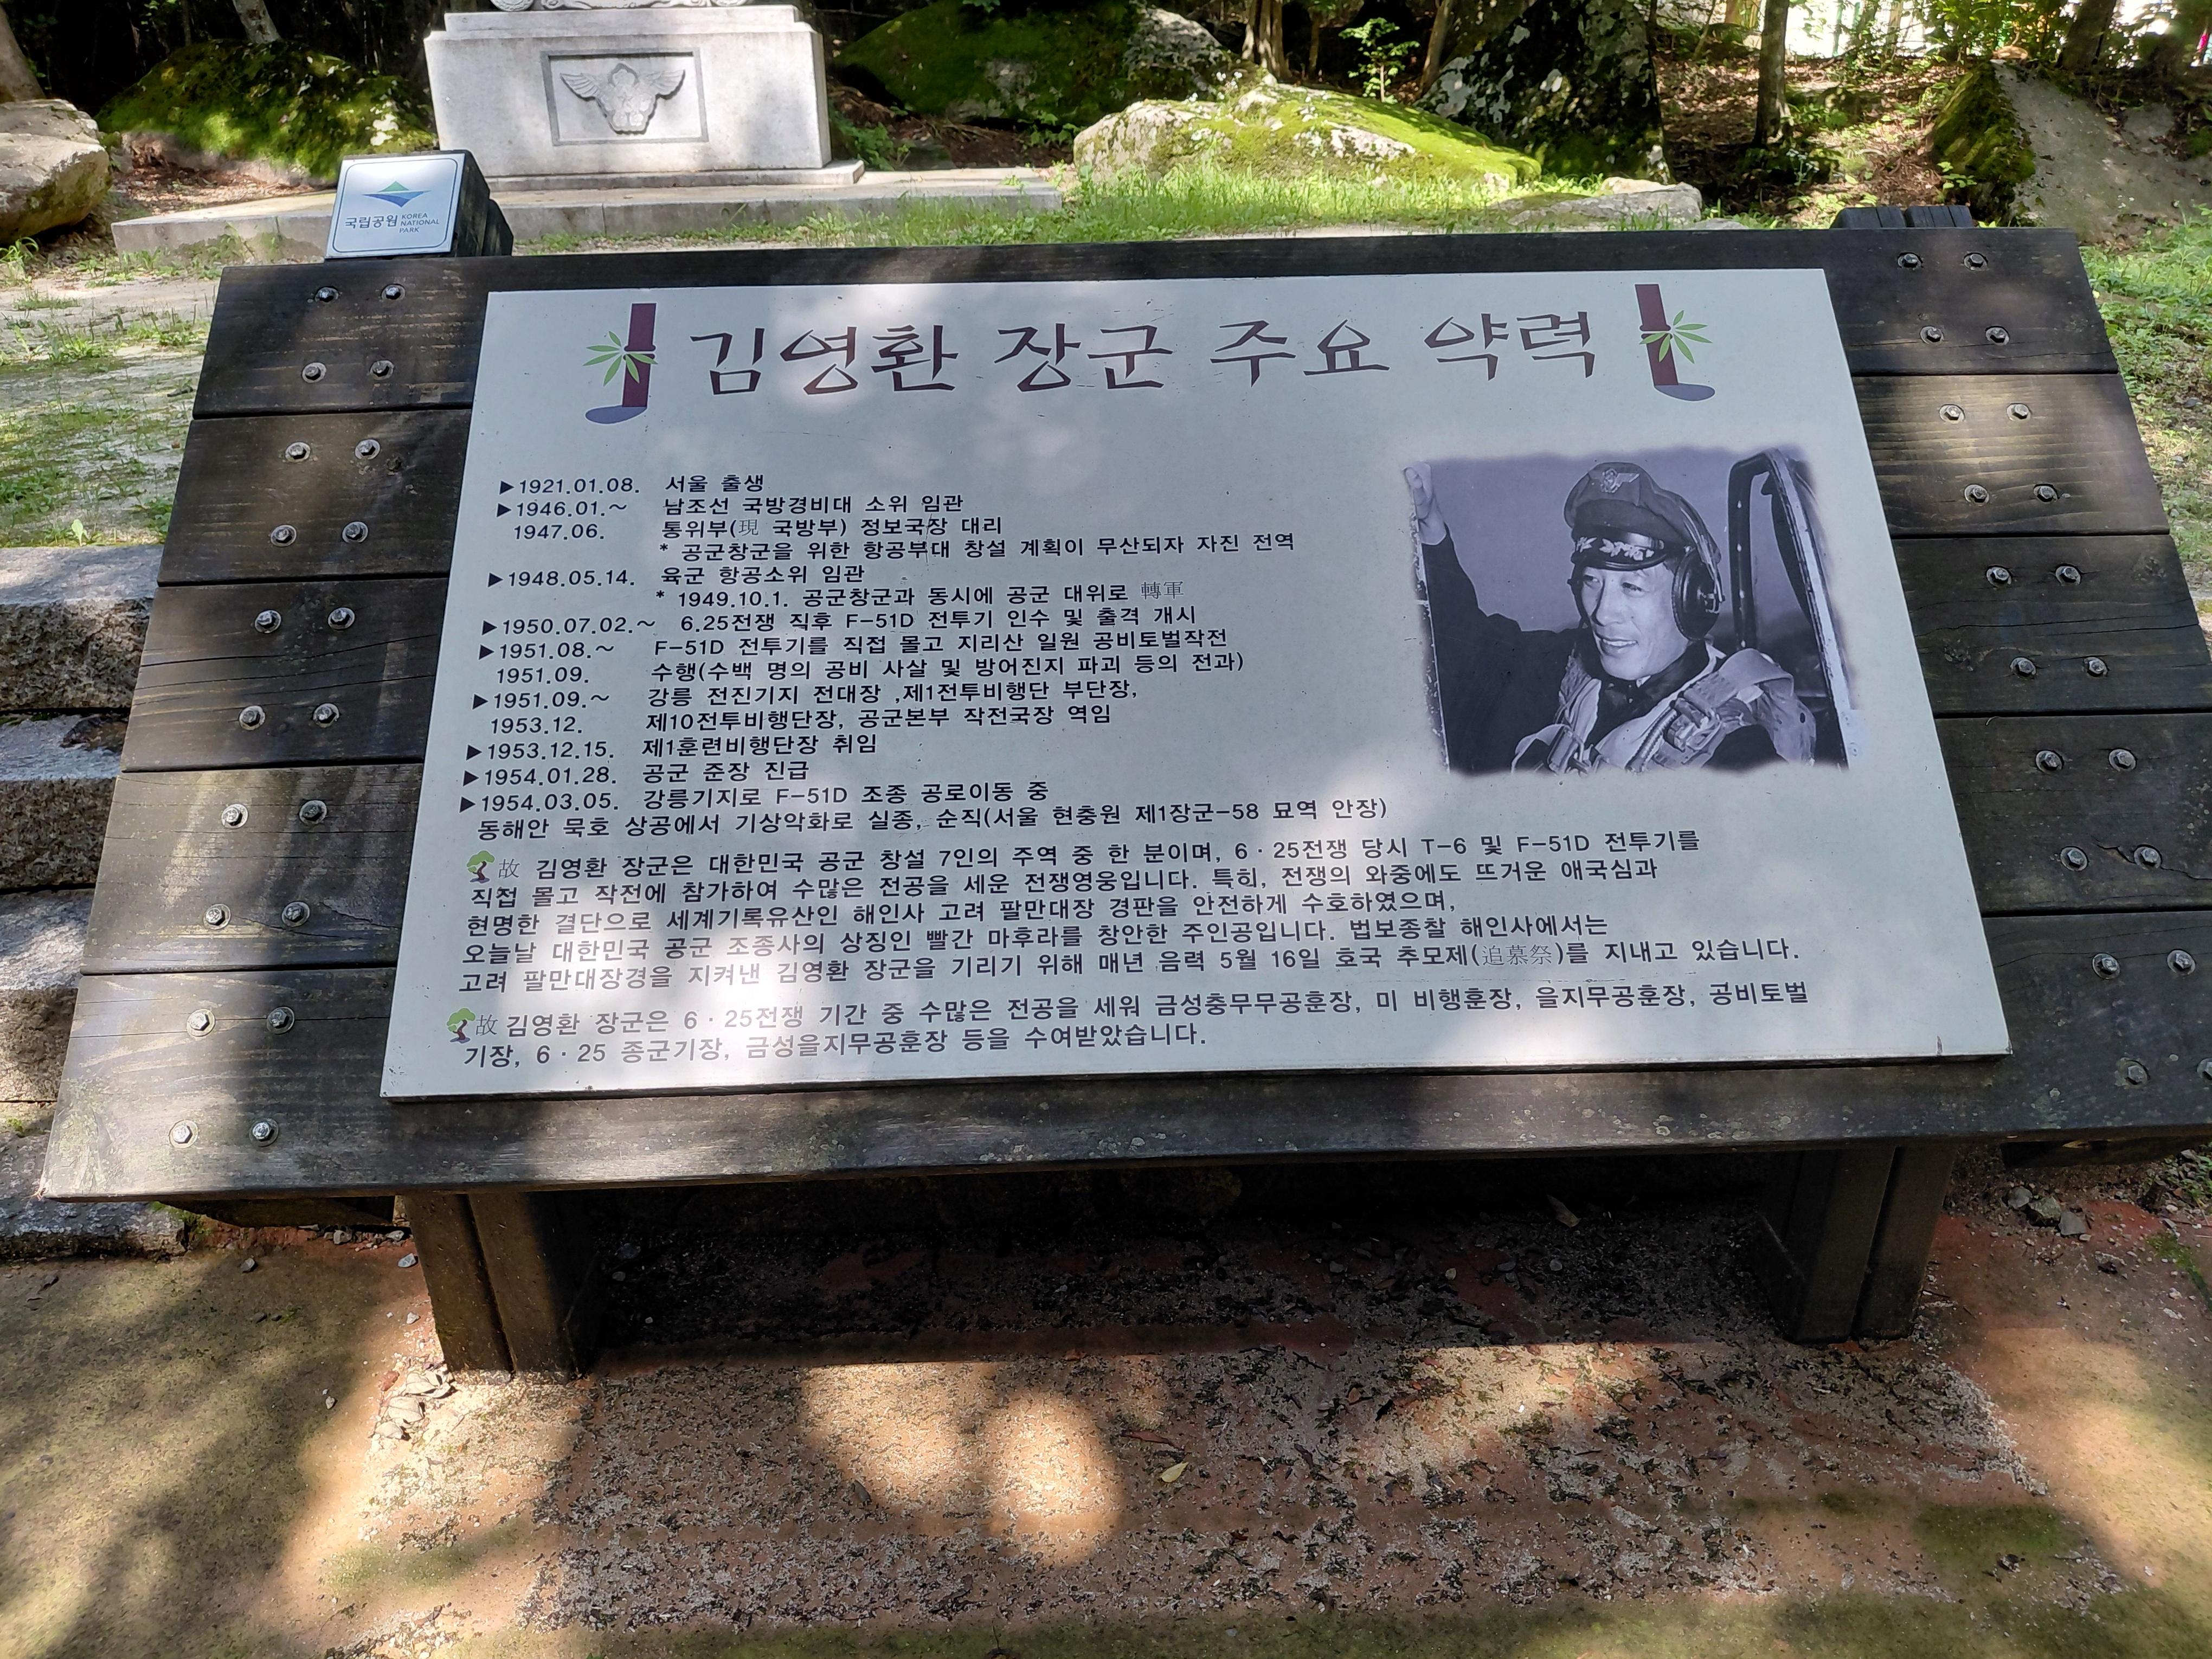 국립공원 KOREA
NATIONAL
PARK
김영환 장군 주요 약력
▶1921.01.08. 서울 출생
▶1946.01.~ 남조선 국방경비대 소위 임관
1947.06. 통위부(現 국방부) 정보국장 대리
* 공군창군을 위한 항공부대 창설 계획이 무산되자 자진 전역
▶1948.05.14. 육군 항공소위 임관
* 1949.10.1. 공군창군과 동시에 공군 대위로 轉軍
▶1950.07.02.~ 6.25전쟁 직후 F-51D 전투기 인수 및 출격 개시
▶1951.08.~ F-51D 전투기를 직접 몰고 지리산 일원 공비토벌작전
1951.09. 수행(수백 명의 공비 사살 및 방어진지 파괴 등의 전과)
▶1951.09.~ 강릉 전진기지 전대장 ,제1전투비행단 부단장,
1953.12. 제10전투비행단장, 공군본부 작전국장 역임
▶1953.12.15. 제1훈련비행단장 취임
▶1954.01.28. 공군 준장 진급
▶1954.03.05. 강릉기지로 F-51D 조종 공로이동 중
동해안 묵호 상공에서 기상악화로 실종, 순직(서울 현충원 제1장군-58 묘역 안장)
故 김영환 장군은 대한민국 공군 창설 7인의 주역 중 한 분이며, 6·25전쟁 당시 T-6 및 F-51D 전투기를
직접 몰고 작전에 참가하여 수많은 전공을 세운 전쟁영웅입니다. 특히, 전쟁의 와중에도 뜨거운 애국심과
현명한 결단으로 세계기록유산인 해인사 고려 팔만대장 경판을 안전하게 수호하였으며,
오늘날 대한민국 공군 조종사의 상징인 빨간 마후라를 창안한 주인공입니다. 법보종찰 해인사에서는
고려 팔만대장경을 지켜낸 김영환 장군을 기리기 위해 매년 음력 5월 16일 호국 추모제(追慕祭)를 지내고 있습니다.
故 김영환 장군은 6·25전쟁 기간 중 수많은 전공을 세워 금성충무무공훈장, 미 비행훈장, 을지무공훈장, 공비토벌
기장, 6·25 종군기장, 금성을지무공훈장 등을 수여받았습니다.